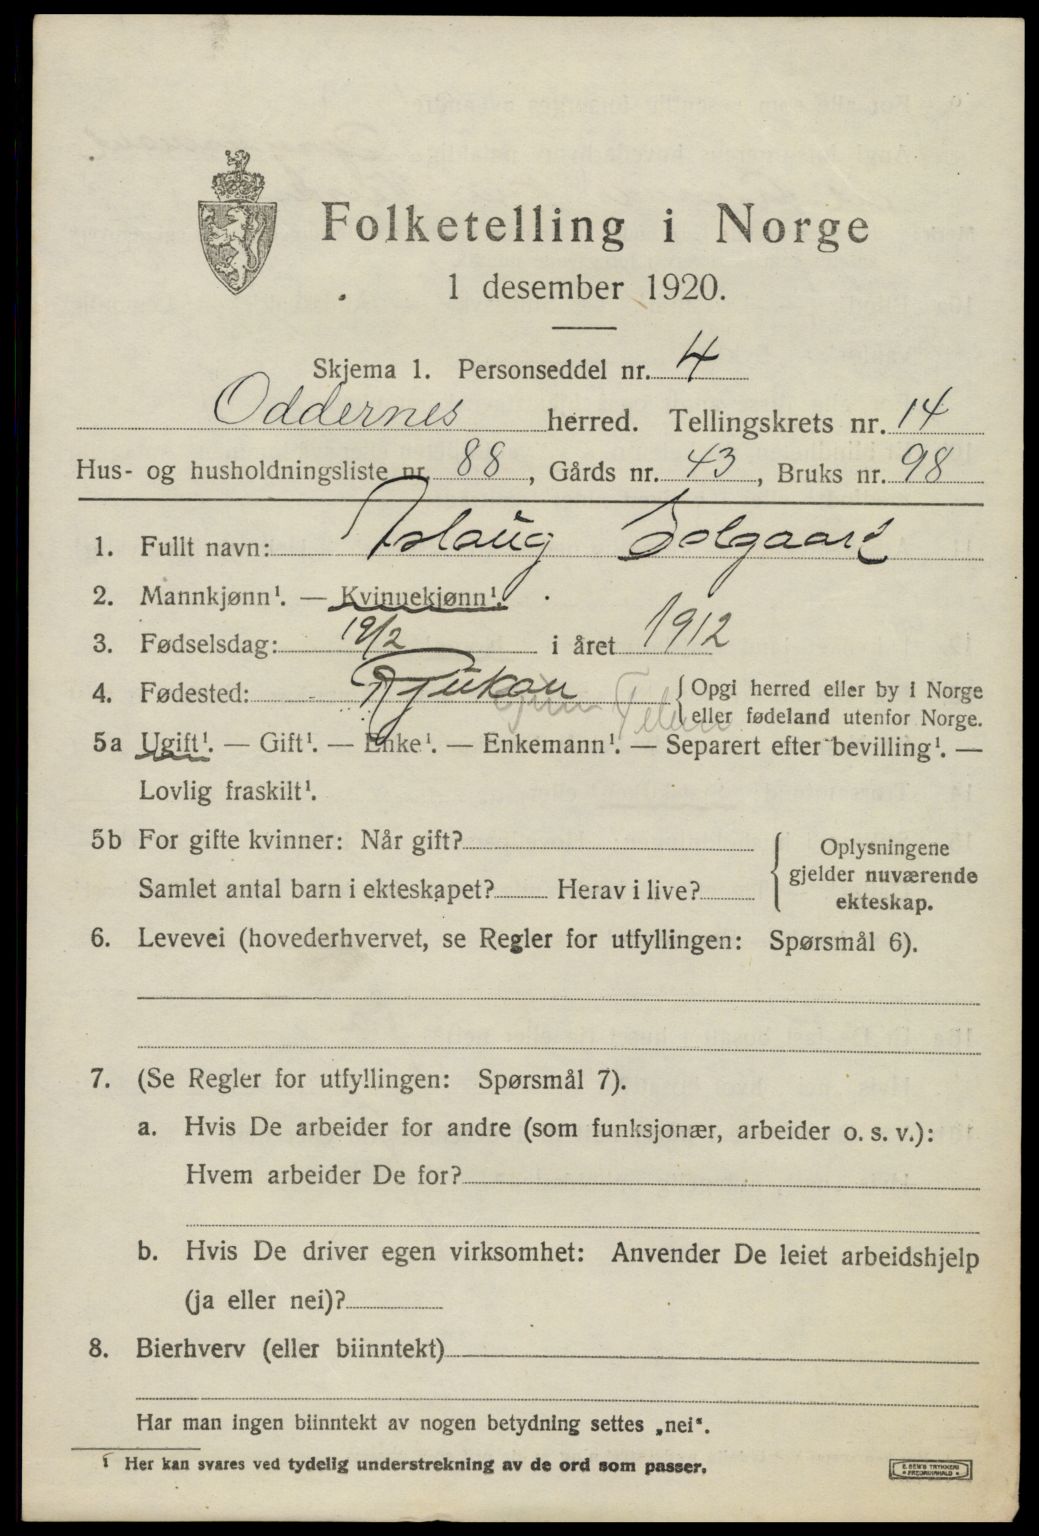 Folketelling i Norge
1 desember 1920.
Skjema 1. Personseddel nr. 4
Oddernes herred. Tellingskrets nr. 14
Hus- og husholdningsliste nr. 88, Gårds nr. 43, Bruks nr. 98
1. Fullt navn: Aslaug Solgaard
2. Mannkjønn¹. — Kvinnekjønn¹.
3. Fødselsdag: 19/2 i året 1912
4. Fødested: Rjukan Tinn Telem { Opgi herred eller by i Norge
eller fødeland utenfor Norge.
5a Ugift¹. — Gift¹. — Enke¹. — Enkemann¹. — Separert efter bevilling¹. —
Lovlig fraskilt¹.
5b For gifte kvinner: Når gift?
Samlet antal barn i ekteskapet? Herav i live?
{ Oplysningene
gjelder nuværende
ekteskap.
6. Levevei (hovederhvervet, se Regler for utfyllingen: Spørsmål 6).
7. (Se Regler for utfyllingen: Spørsmål 7).
a. Hvis De arbeider for andre (som funksjonær, arbeider o. s. v.):
Hvem arbeider De for?
b. Hvis De driver egen virksomhet: Anvender De leiet arbeidshjelp
(ja eller nei)?
8. Bierhverv (eller biinntekt)
Har man ingen biinntekt av nogen betydning settes „nei“.
¹ Her kan svares ved tydelig understrekning av de ord som passer.
E. SEM'S TRYKKERI
FREDRIKSHALD